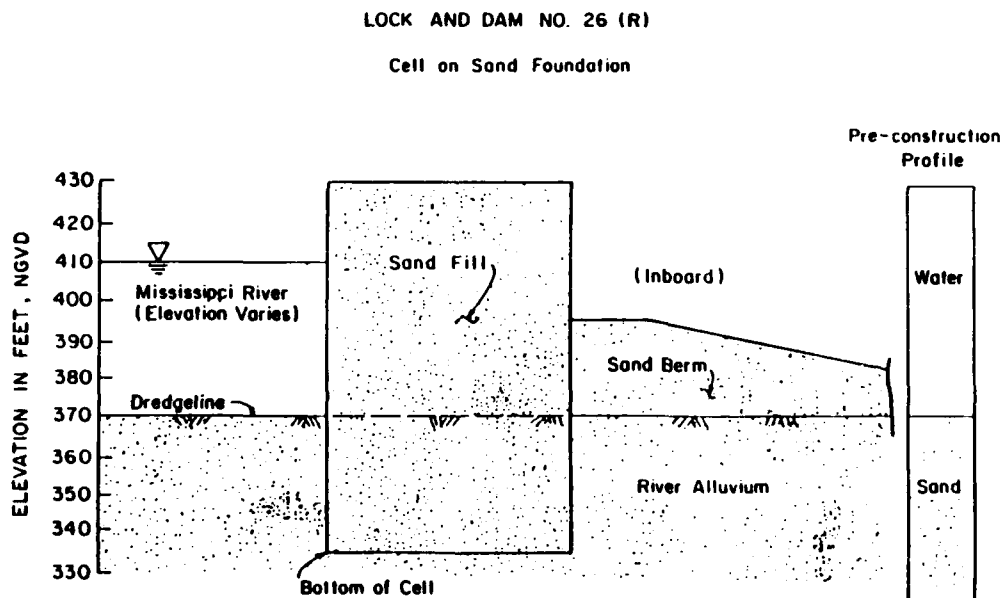 LOCK AND DAM NO. 26 (R)
Cell on Sand Foundation
Pre-construction
Profile
ELEVATION IN FEET, NGVD
430
420
410
400
390
380
370
360
350
340
330
Mississippi River
(Elevation Varies)
Dredgeline
Sand Fill
(Inboard)
Sand Berm
River Alluvium
Bottom of Cell
Water
Sand